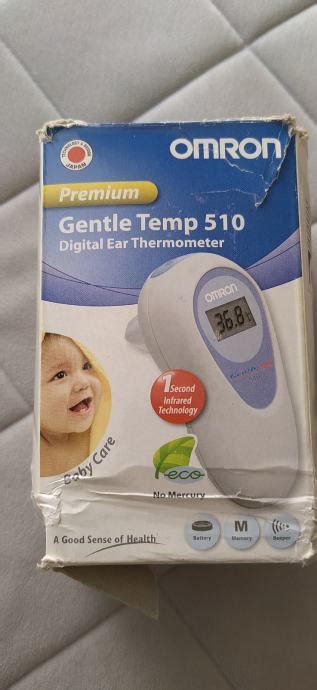 JAPAN
OMRON
Premium
Gentle Temp 510
Digital Ear Thermometer
OMRON
36.8
1 Second
Infrared
Technology
Baby Care
eco
No Mercury
A Good Sense of Health
Battery
M
Memory
Beeper